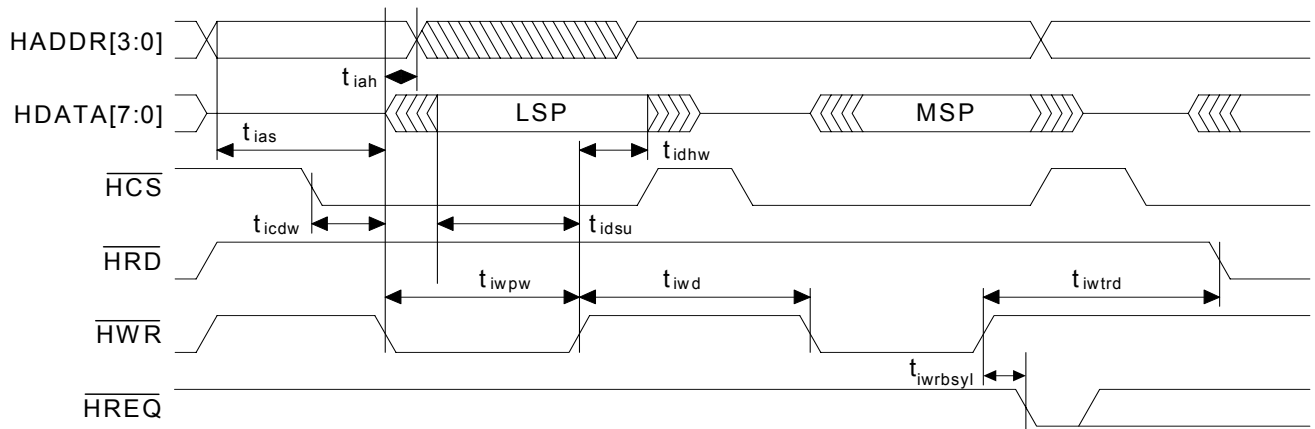 HADDR[3:0]
t iah
HDATA[7:0]
LSP
MSP
t ias
t idhw
HCS
t icdw
t idsu
HRD
t iwpw
t iwd
t iwtrd
HWR
t iwrbsyl
HREQ